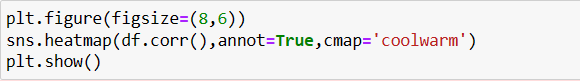 plt.figure(figsize=(8,6))
sns.heatmap(df.corr(),annot=True,cmap='coolwarm')
plt.show()